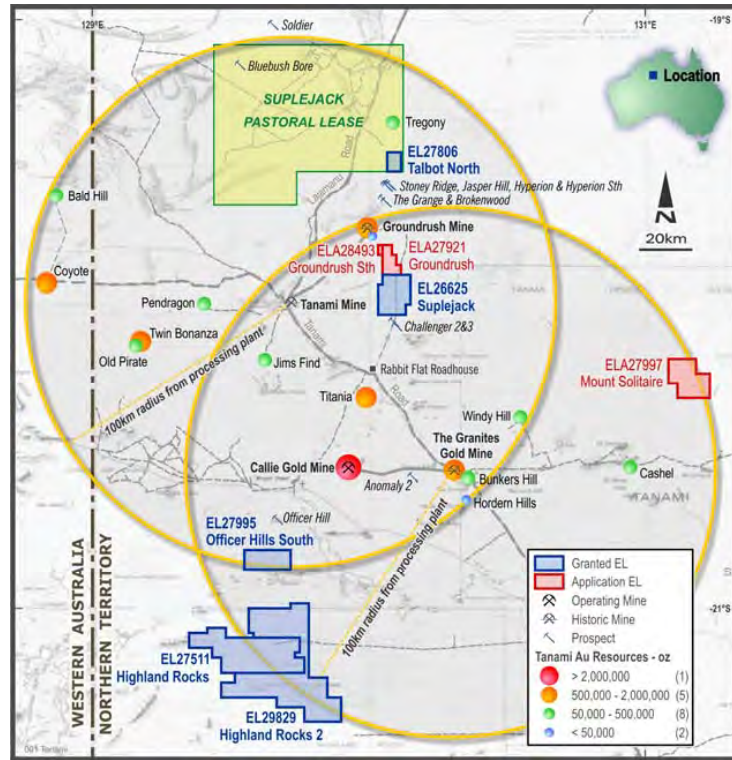 129°E
131°E
-19°S
Soldier
Bluebush Bore
SUPLEJACK
PASTORAL LEASE
Location
Tregony
EL27806
Talbot North
Road
Lajamanu
Stoney Ridge, Jasper Hill, Hyperion & Hyperion Sth
The Grange & Brokenwood
Bald Hill
N
20km
Groundrush Mine
ELA28493
Groundrush Sth
ELA27921
Groundrush
Coyote
EL26625
Suplejack
TANAMI
Pendragon
Tanami Mine
Challenger 2&3
Twin Bonanza
Old Pirate
Tanami
Jims Find
Rabbit Flat Roadhouse
ELA27997
Mount Solitaire
100km radius from processing plant
Titania
Road
Windy Hill
The Granites
Gold Mine
Callie Gold Mine
Cashel
Anomaly 2
Bunkers Hill
TANAMI
Hordern Hills
Officer Hill
EL27995
Officer Hills South
100km radius from processing plant
WESTERN AUSTRALIA
NORTHERN TERRITORY
-21°S
EL27511
Highland Rocks
EL29829
Highland Rocks 2
Granted EL
Application EL
Operating Mine
Historic Mine
Prospect
Tanami Au Resources - oz
> 2,000,000 (1)
500,000 - 2,000,000 (5)
50,000 - 500,000 (8)
< 50,000 (2)